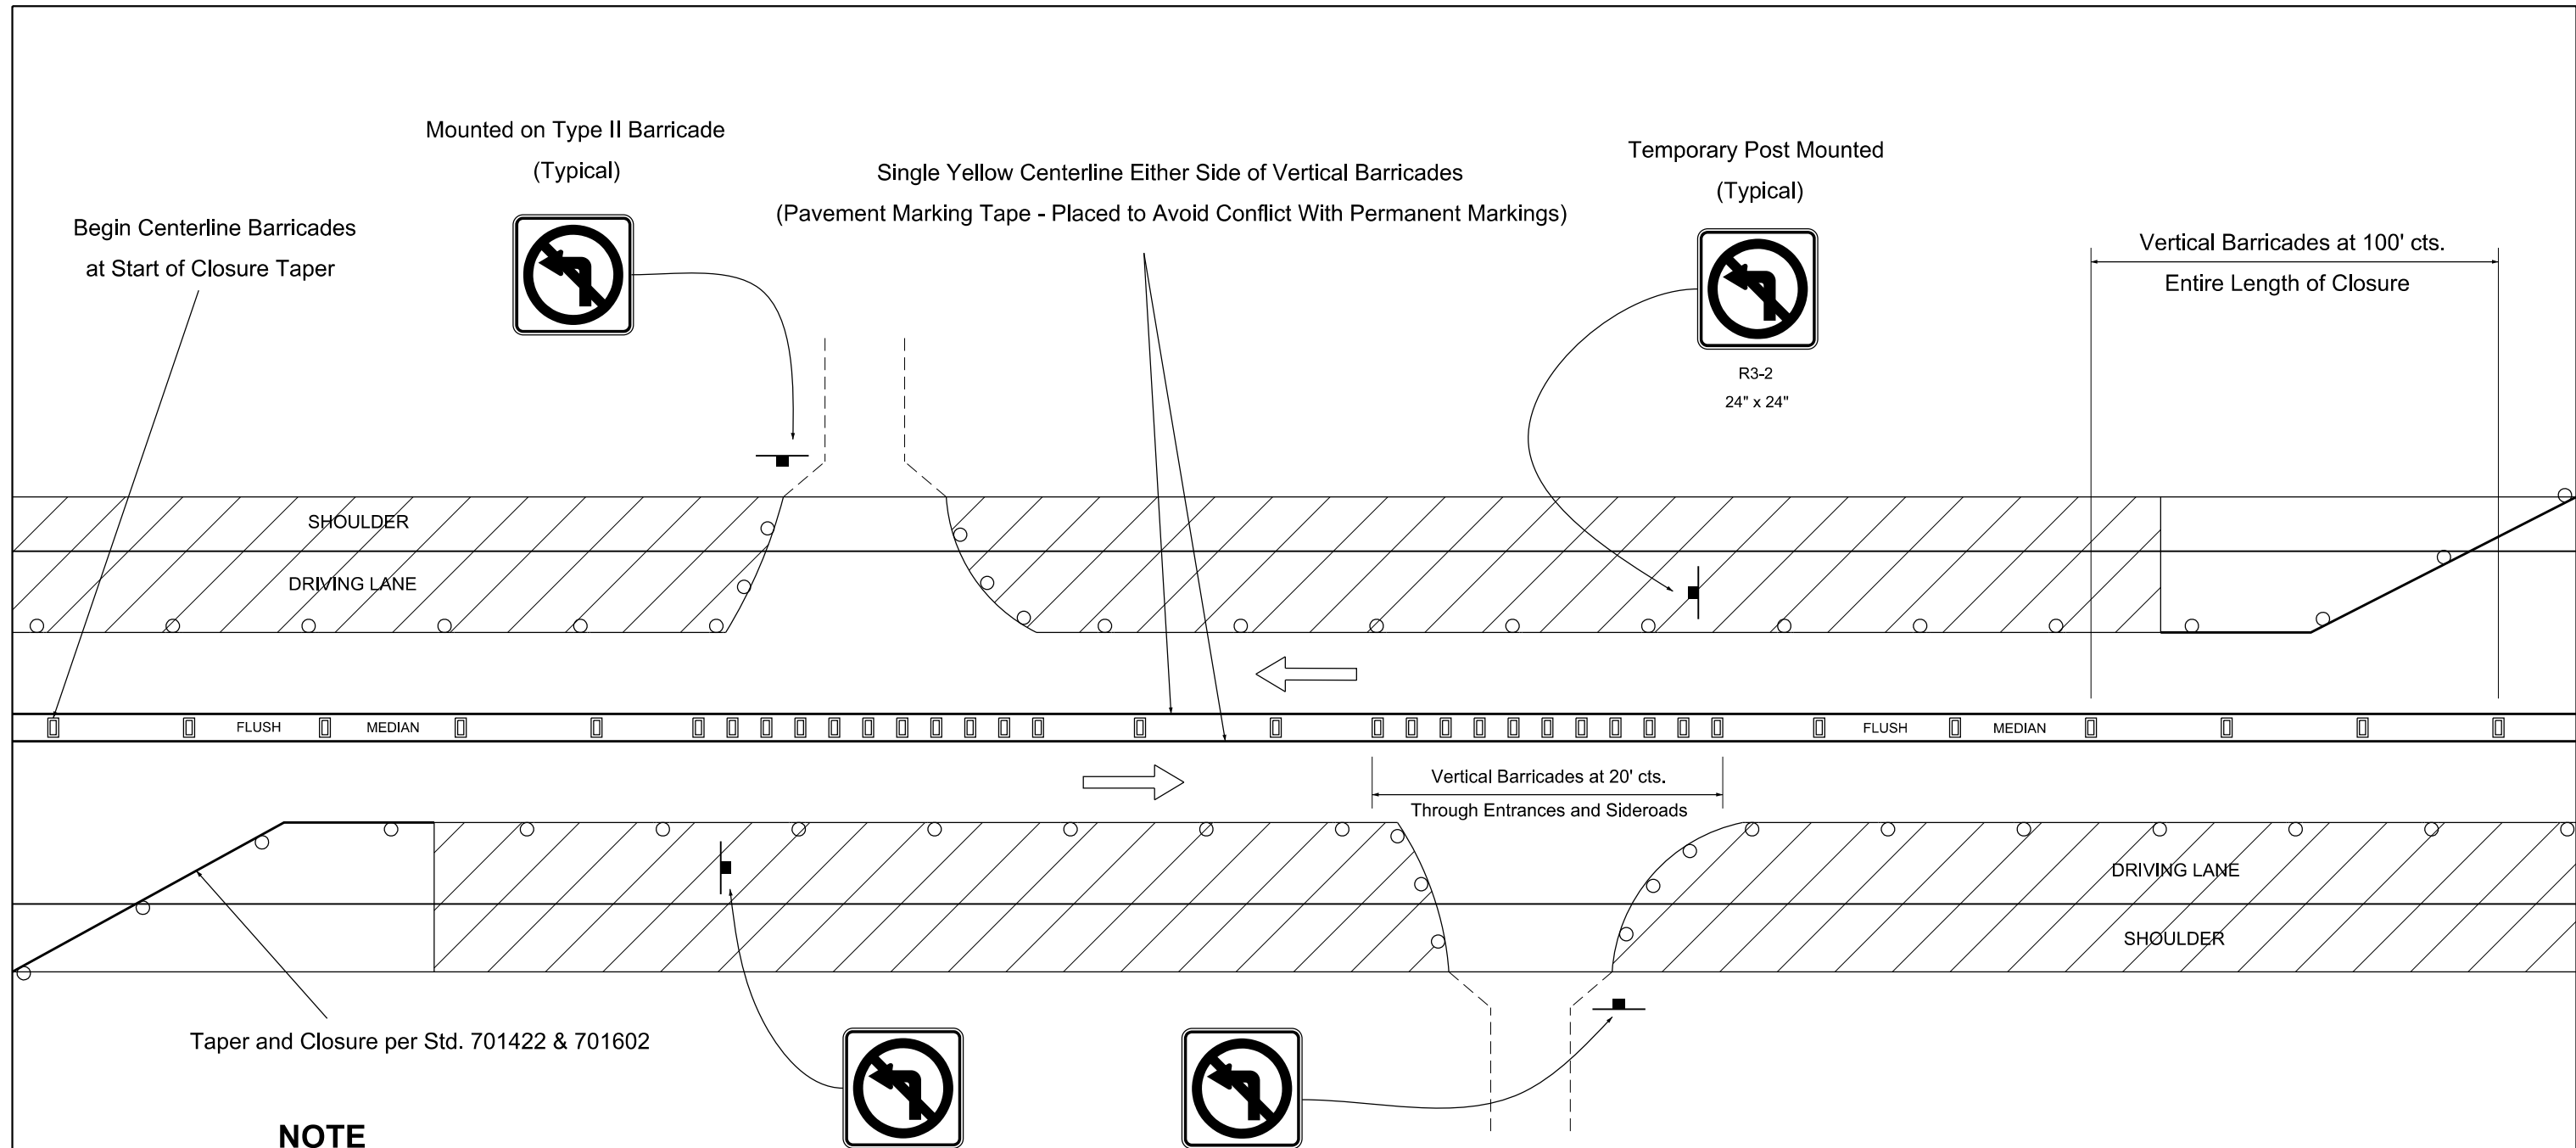 Mounted on Type II Barricade
(Typical)
Temporary Post Mounted
(Typical)
Single Yellow Centerline Either Side of Vertical Barricades
(Pavement Marking Tape - Placed to Avoid Conflict With Permanent Markings)
Begin Centerline Barricades
at Start of Closure Taper
Vertical Barricades at 100' cts.
Entire Length of Closure
R3-2
24" x 24"
SHOULDER
DRIVING LANE
FLUSH MEDIAN
FLUSH MEDIAN
Vertical Barricades at 20' cts.
Through Entrances and Sideroads
DRIVING LANE
SHOULDER
Taper and Closure per Std. 701422 & 701602
NOTE